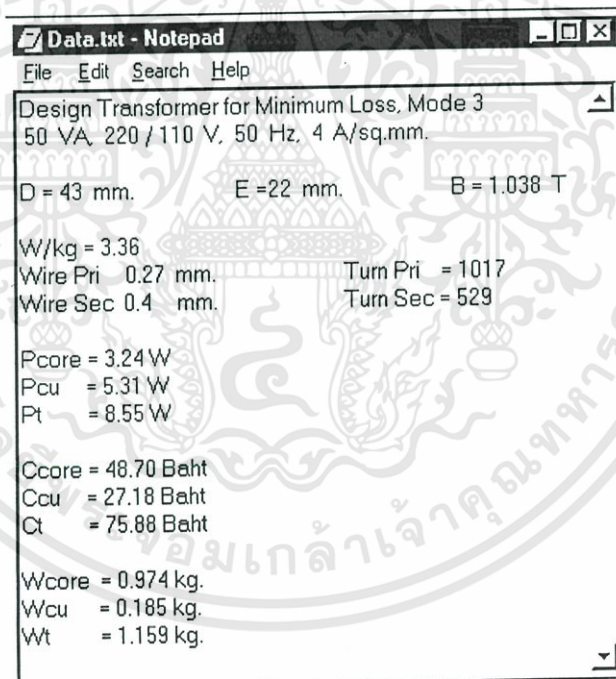 Data.txt - Notepad
File Edit Search Help
Design Transformer for Minimum Loss, Mode 3
50 VA, 220 / 110 V, 50 Hz, 4 A/sq.mm.
D = 43 mm. E =22 mm. B = 1.038 T
W/kg = 3.36
Wire Pri 0.27 mm. Turn Pri = 1017
Wire Sec 0.4 mm. Turn Sec = 529
Pcore = 3.24 W
Pcu = 5.31 W
Pt = 8.55 W
Ccore = 48.70 Baht
Ccu = 27.18 Baht
Ct = 75.88 Baht
Wcore = 0.974 kg.
Wcu = 0.185 kg.
Wt = 1.159 kg.